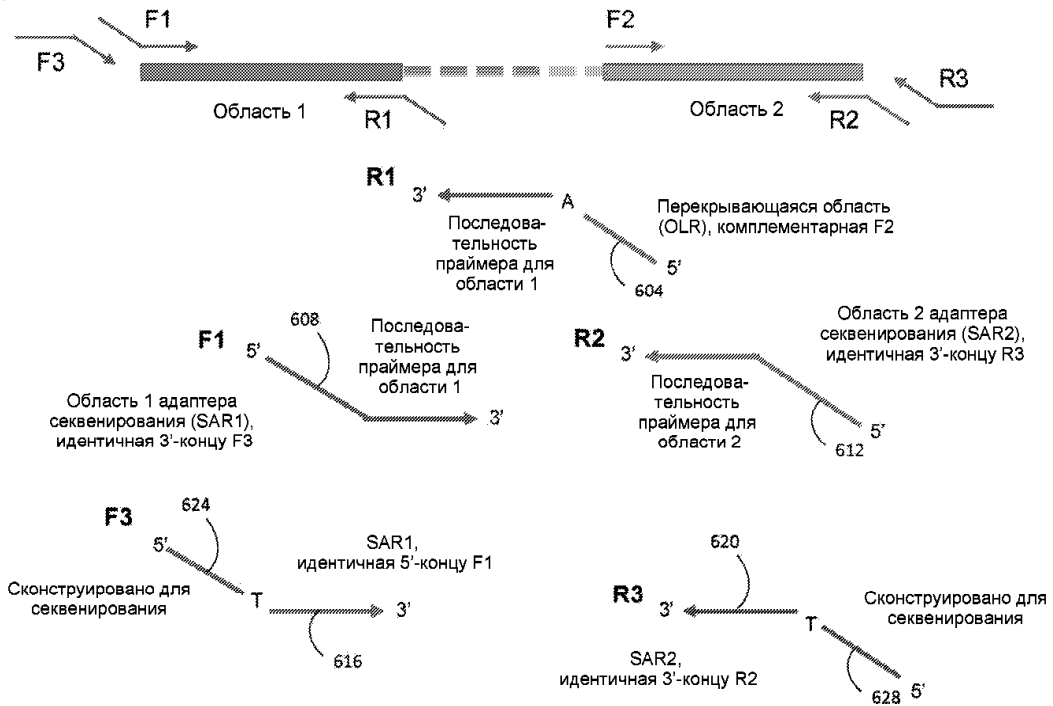 F1
F2
F3
R3
Область 1
R1
Область 2
R2
R1
3’
A
Последова-
тельность
праймера для
области 1
Перекрывающаяся область
(OLR), комплементарная F2
5’
604
608
F1
5’
Последова-
тельность
праймера для
области 1
3’
Область 1 адаптера
секвенирования (SAR1),
идентичная 3’-концу F3
Область 2 адаптера
секвенирования (SAR2),
идентичная 3’-концу R3
R2
3’
Последова-
тельность
праймера для
области 2
5’
612
624
F3
5’
SAR1,
идентичная 5’-концу F1
Сконструировано для
секвенирования
T
3’
616
620
R3
3’
T
Сконструировано для
секвенирования
SAR2,
идентичная 3’-концу R2
628
5’